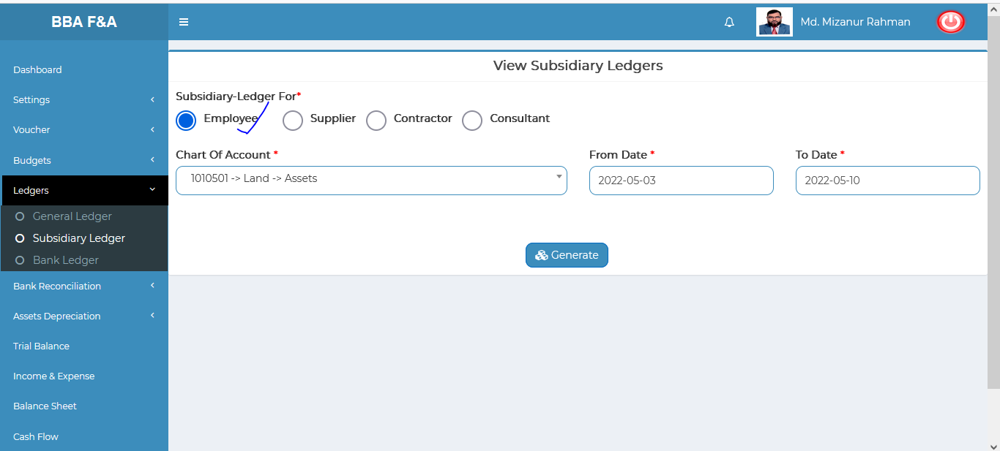 BBA F&A
Md. Mizanur Rahman
Dashboard
Settings
Voucher
Budgets
Ledgers
General Ledger
Subsidiary Ledger
Bank Ledger
Bank Reconciliation
Assets Depreciation
Trial Balance
Income & Expense
Balance Sheet
Cash Flow
View Subsidiary Ledgers
Subsidiary-Ledger For*
Employee Supplier Contractor Consultant
Chart Of Account * From Date * To Date *
1010501 -> Land -> Assets 2022-05-03 2022-05-10
Generate